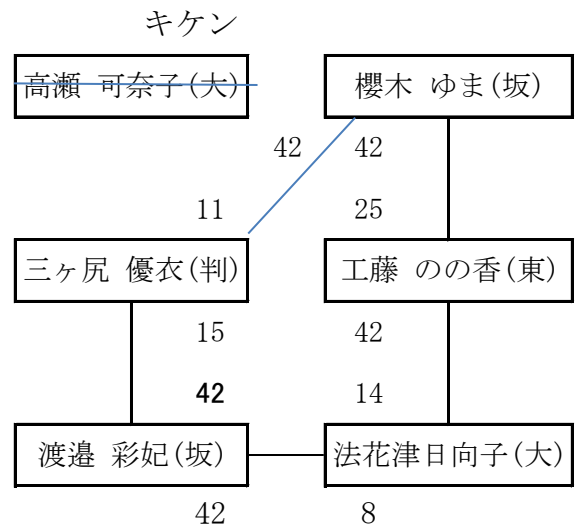 キケン
高瀬 可奈子(大)
櫻木 ゆま(坂)
42 42
11 25
三ヶ尻 優衣(判)
工藤 のの香(東)
15 42
42 14
渡邉 彩妃(坂)
法花津日向子(大)
42 8